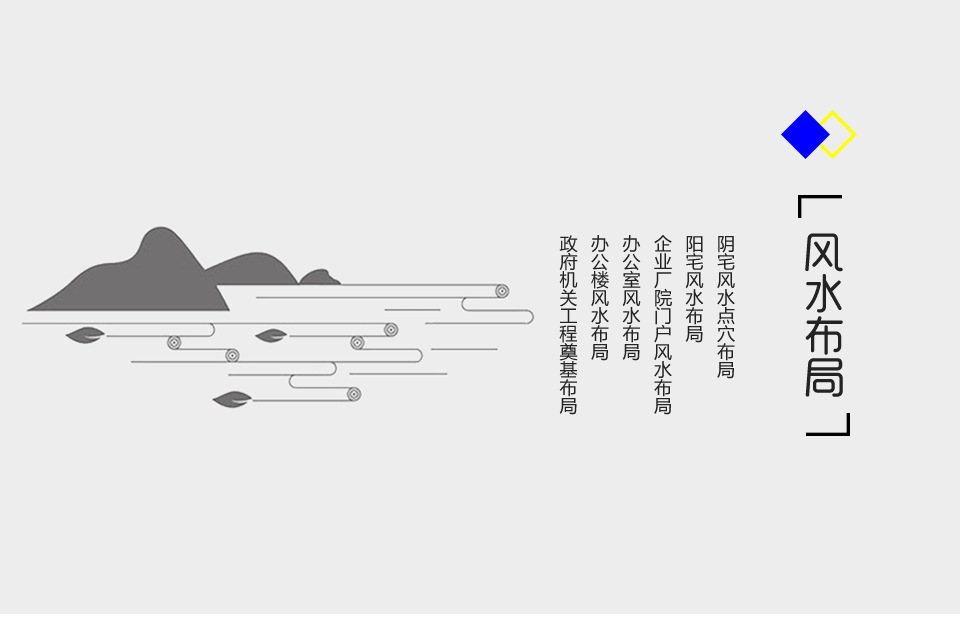 风水布局
阴宅风水点穴布局
阳宅风水布局
企业厂院门户风水布局
办公室风水布局
办公楼风水布局
政府机关工程奠基布局